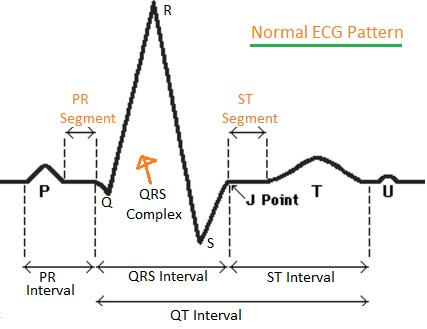 R
Normal ECG Pattern
PR
Segment
ST
Segment
P
Q
QRS
Complex
S
J Point
T
U
PR
Interval
QRS Interval
ST Interval
QT Interval